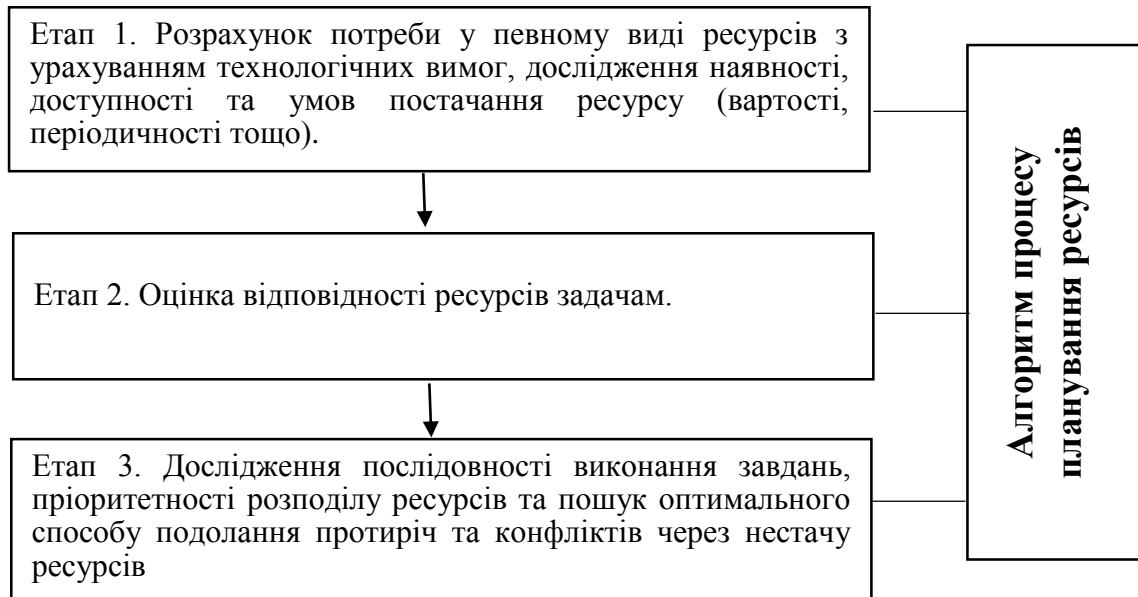 Етап 1. Розрахунок потреби у певному виді ресурсів з
урахуванням технологічних вимог, дослідження наявності,
доступності та умов постачання ресурсу (вартості,
періодичності тощо).
Етап 2. Оцінка відповідності ресурсів задачам.
Етап 3. Дослідження послідовності виконання завдань,
пріоритетності розподілу ресурсів та пошук оптимального
способу подолання протиріч та конфліктів через нестачу
ресурсів
Алгоритм процесу
планування ресурсів